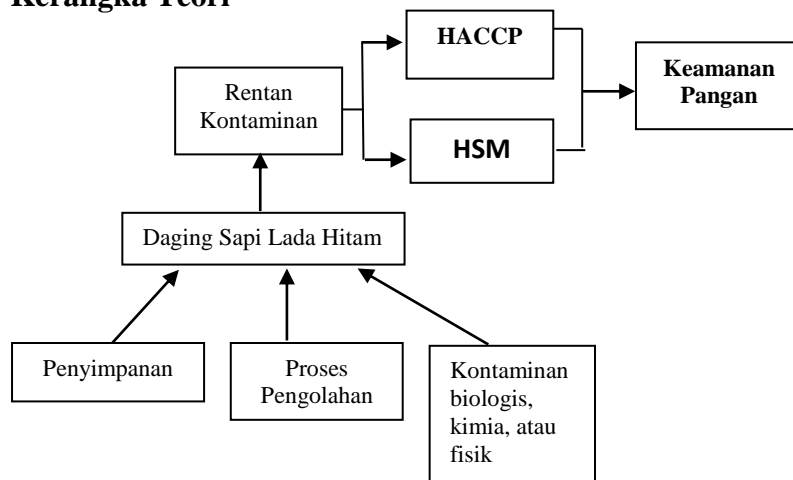 Kerangka Teori
HACCP
Keamanan
Pangan
Rentan
Kontaminan
HSM
Daging Sapi Lada Hitam
Penyimpanan
Proses
Pengolahan
Kontaminan
biologis,
kimia, atau
fisik